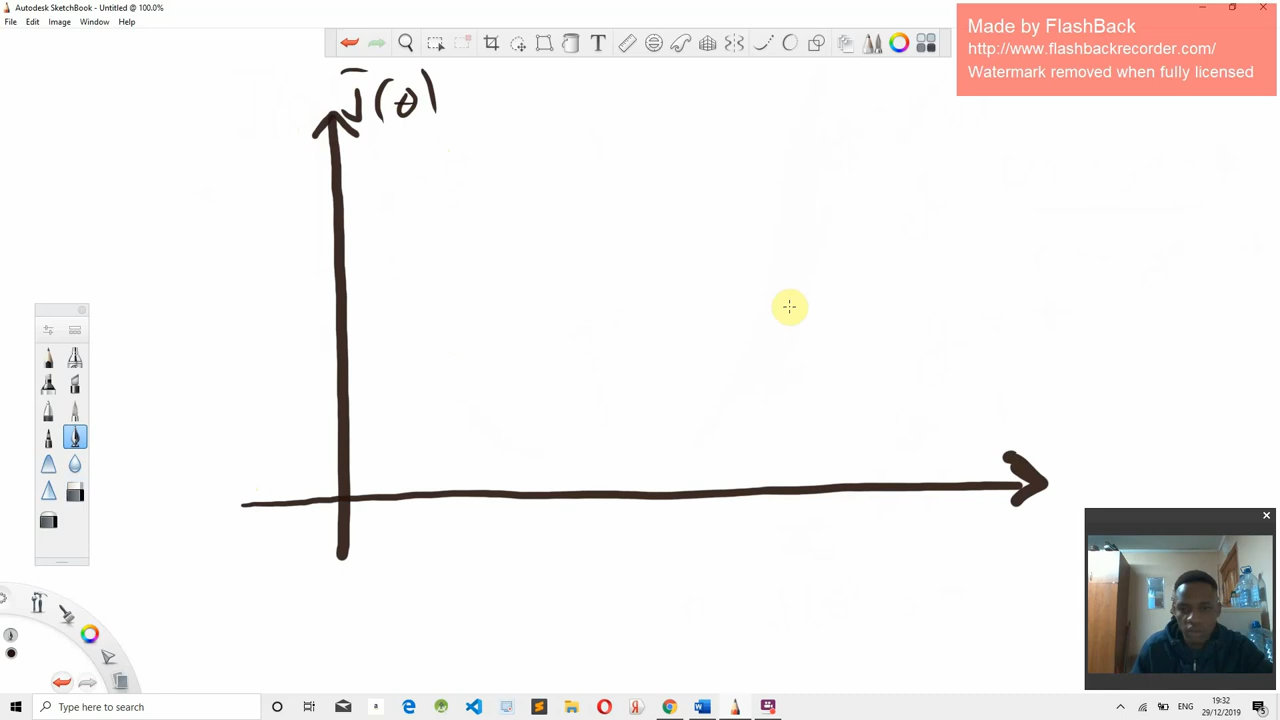 Autodesk SketchBook - Untitled @ 100.0%
File Edit Image Window Help
Made by FlashBack
http://www.flashbackrecorder.com/
Watermark removed when fully licensed
J(θ)
Type here to search
ENG
19:32
29/12/2019